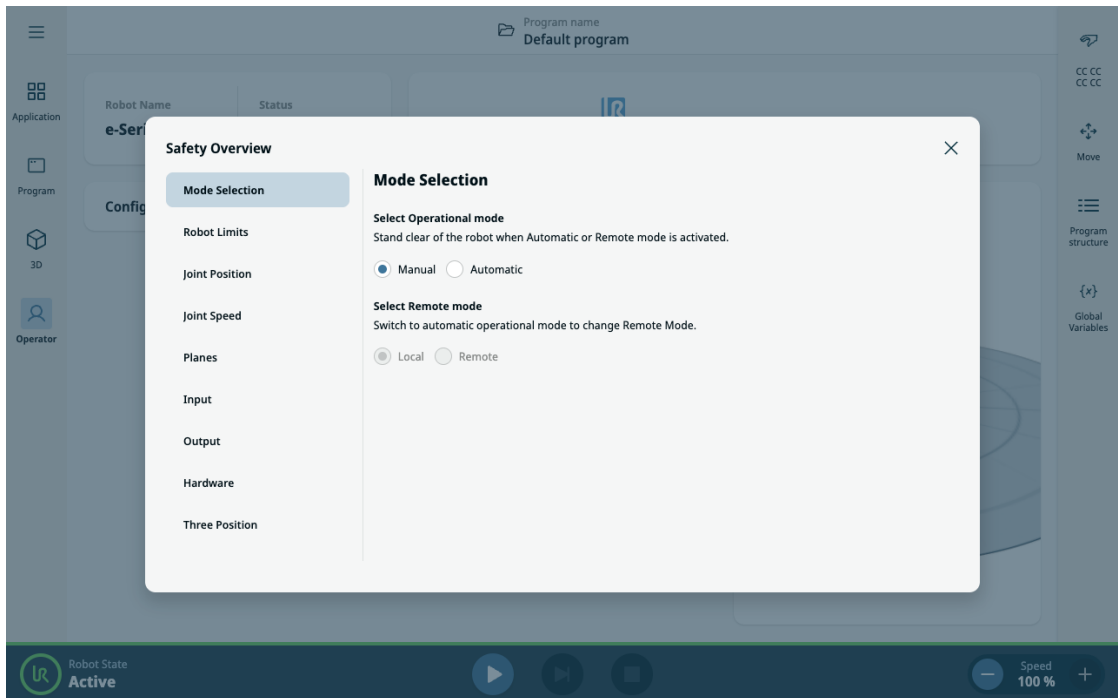 Program name
Default program
Application
Program
3D
Operator
Robot Name
Status
e-Seri
Config
Safety Overview
Mode Selection
Robot Limits
Joint Position
Joint Speed
Planes
Input
Output
Hardware
Three Position
Mode Selection
Select Operational mode
Stand clear of the robot when Automatic or Remote mode is activated.
Manual
Automatic
Select Remote mode
Switch to automatic operational mode to change Remote Mode.
Local
Remote
CC CC
CC CC
Move
Program
structure
{x}
Global
Variables
Robot State
Active
Speed
100 %